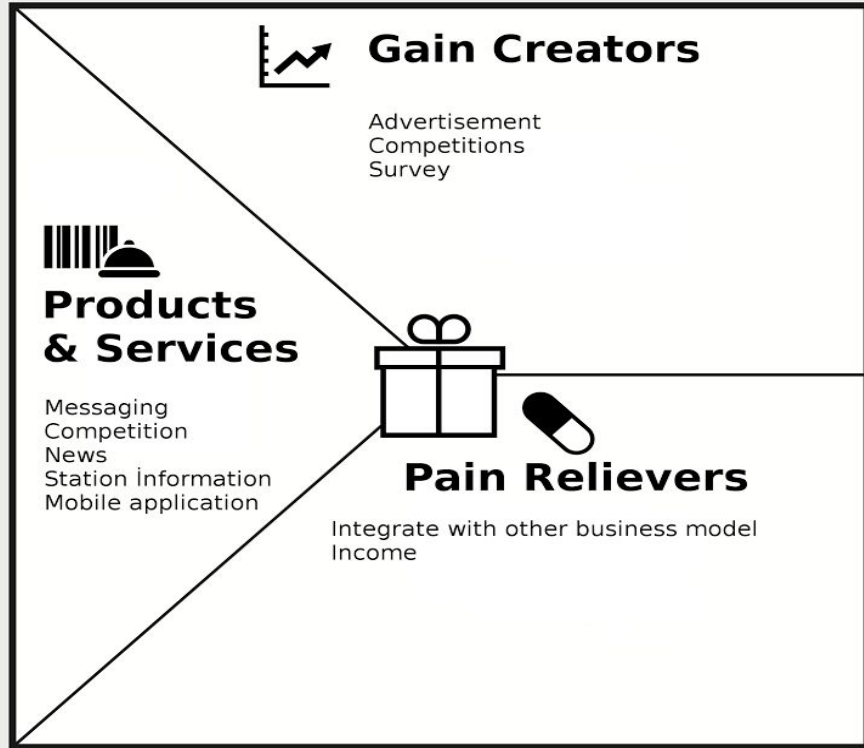 Gain Creators
Advertisement
Competitions
Survey
Products
& Services
Messaging
Competition
News
Station İnformation
Mobile application
Pain Relievers
Integrate with other business model
Income